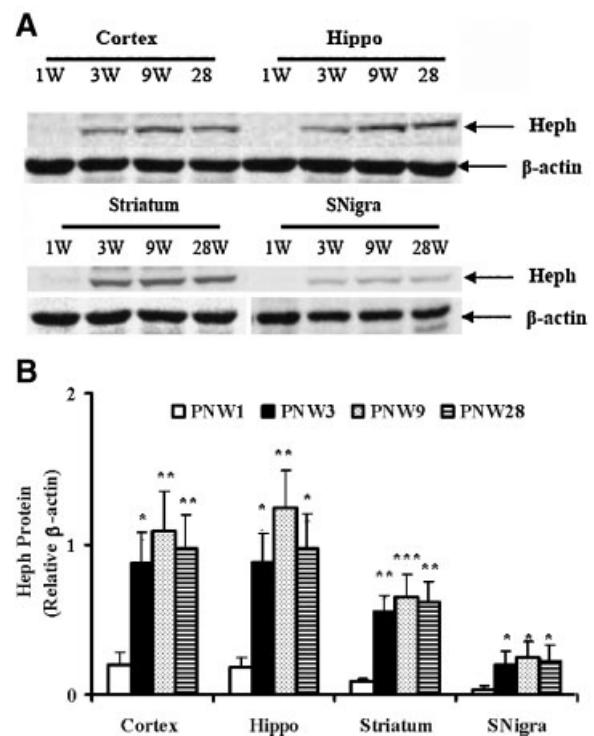 A
Cortex Hippo
1W 3W 9W 28 1W 3W 9W 28
Heph
β-actin
Striatum SNigra
1W 3W 9W 28W 1W 3W 9W 28W
Heph
β-actin
B
2
□ PNW1 ■ PNW3 PNW9 PNW28
** **
* ** * *
*** ** **
* * *
1
0
Heph Protein
(Relative β-actin)
Cortex Hippo Striatum SNigra